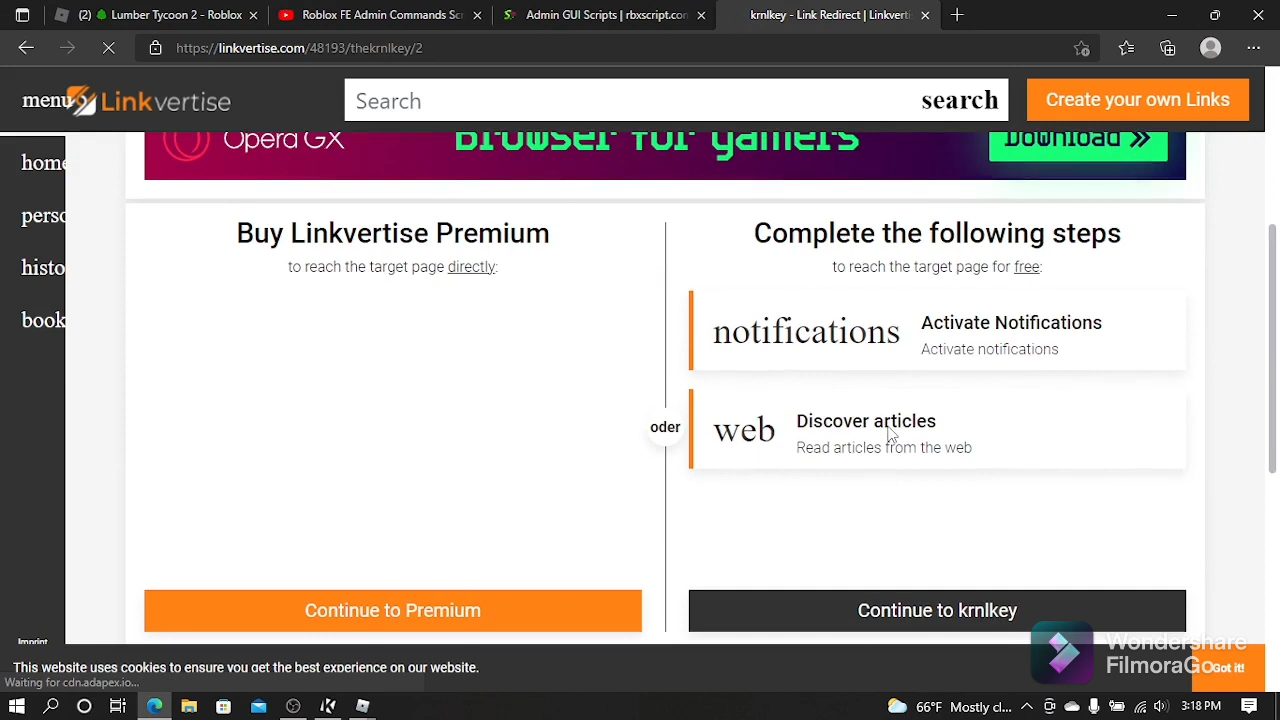 Lumber Tycoon 2 - Roblox
Roblox FE Admin Commands Sc
Admin GUI Scripts | rbxscript.con
krnlkey - Link Redirect | Linkverti
https://linkvertise.com/48193/thekrnlkey/2
menu
Linkvertise
Search
search
Create your own Links
Opera GX
Browser for gamers
Download
home
perso
histo
book
Buy Linkvertise Premium
to reach the target page directly:
Complete the following steps
to reach the target page for free:
notifications
Activate Notifications
Activate notifications
oder
web
Discover articles
Read articles from the web
Continue to Premium
Continue to krnlkey
Imprint
This website uses cookies to ensure you get the best experience on our website.
Got it!
Wondershare
FilmoraGo
Waiting for cdn.adapex.io...
66°F Mostly cl...
3:18 PM